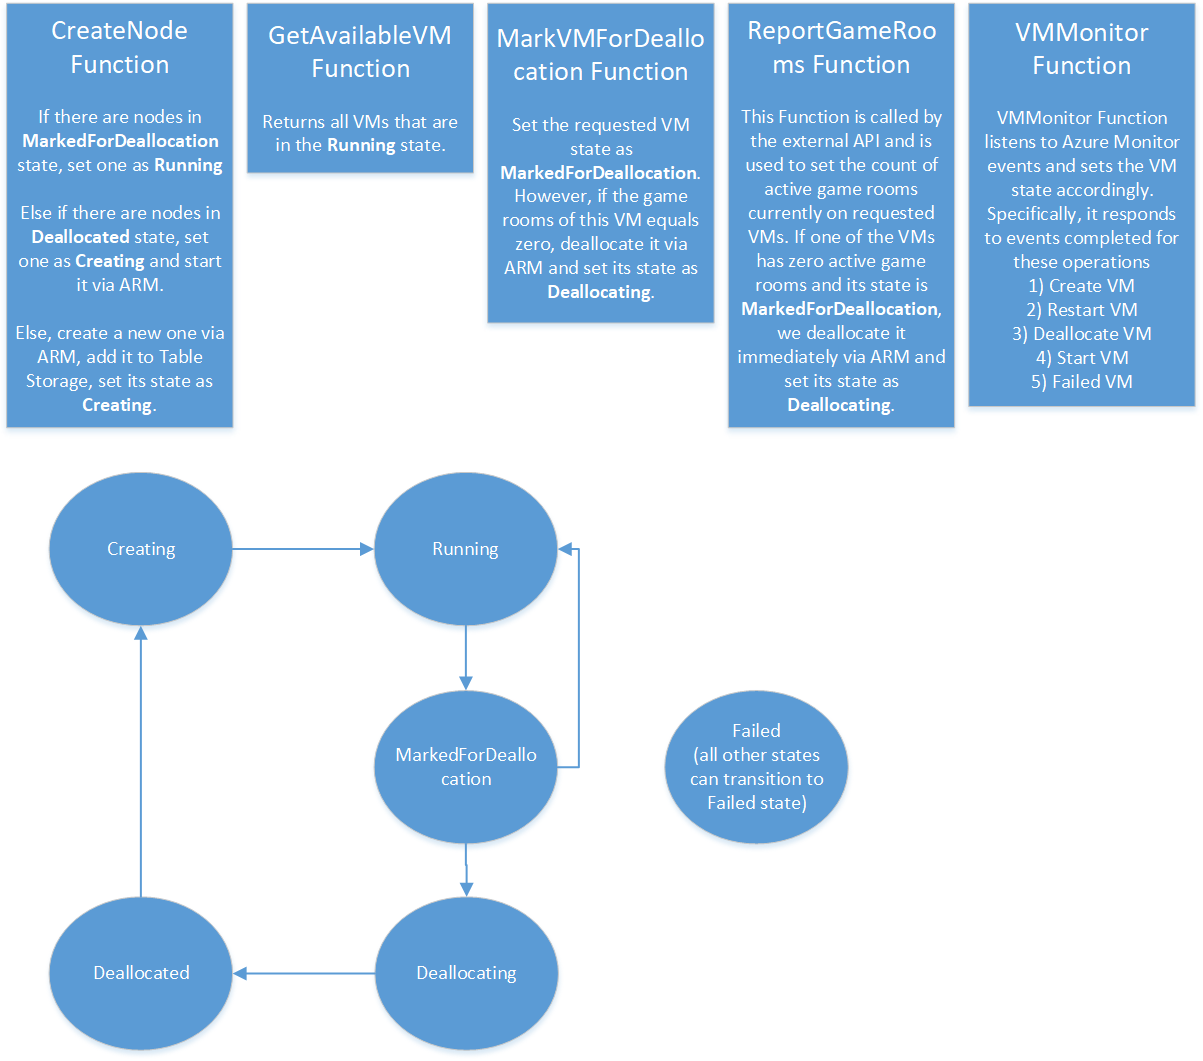 CreateNode
Function
If there are nodes in
MarkedForDeallocation
state, set one as Running
Else if there are nodes in
Deallocated state, set
one as Creating and start
it via ARM.
Else, create a new one via
ARM, add it to Table
Storage, set its state as
Creating.
GetAvailableVM
Function
Returns all VMs that are
in the Running state.
MarkVMForDeallo
cation Function
Set the requested VM
state as
MarkedForDeallocation.
However, if the game
rooms of this VM equals
zero, deallocate it via
ARM and set its state as
Deallocating.
ReportGameRoo
ms Function
This Function is called by
the external API and is
used to set the count of
active game rooms
currently on requested
VMs. If one of the VMs
has zero active game
rooms and its state is
MarkedForDeallocation,
we deallocate it
immediately via ARM and
set its state as
Deallocating.
VMMonitor
Function
VMMonitor Function
listens to Azure Monitor
events and sets the VM
state accordingly.
Specifically, it responds
to events completed for
these operations
1) Create VM
2) Restart VM
3) Deallocate VM
4) Start VM
5) Failed VM
Creating
Running
MarkedForDeallo
cation
Failed
(all other states
can transition to
Failed state)
Deallocated
Deallocating